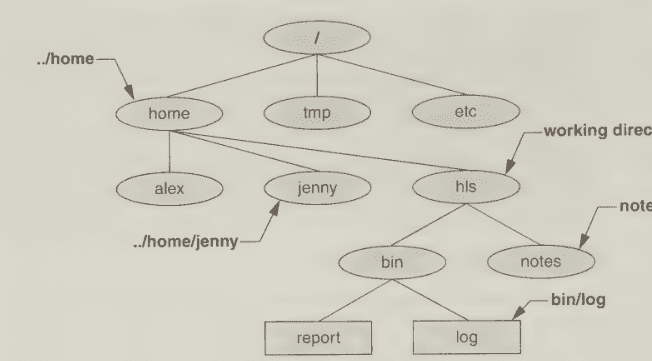 /
../home
home
tmp
etc
working direc
alex
jenny
hls
note
../home/jenny
bin
notes
bin/log
report
log